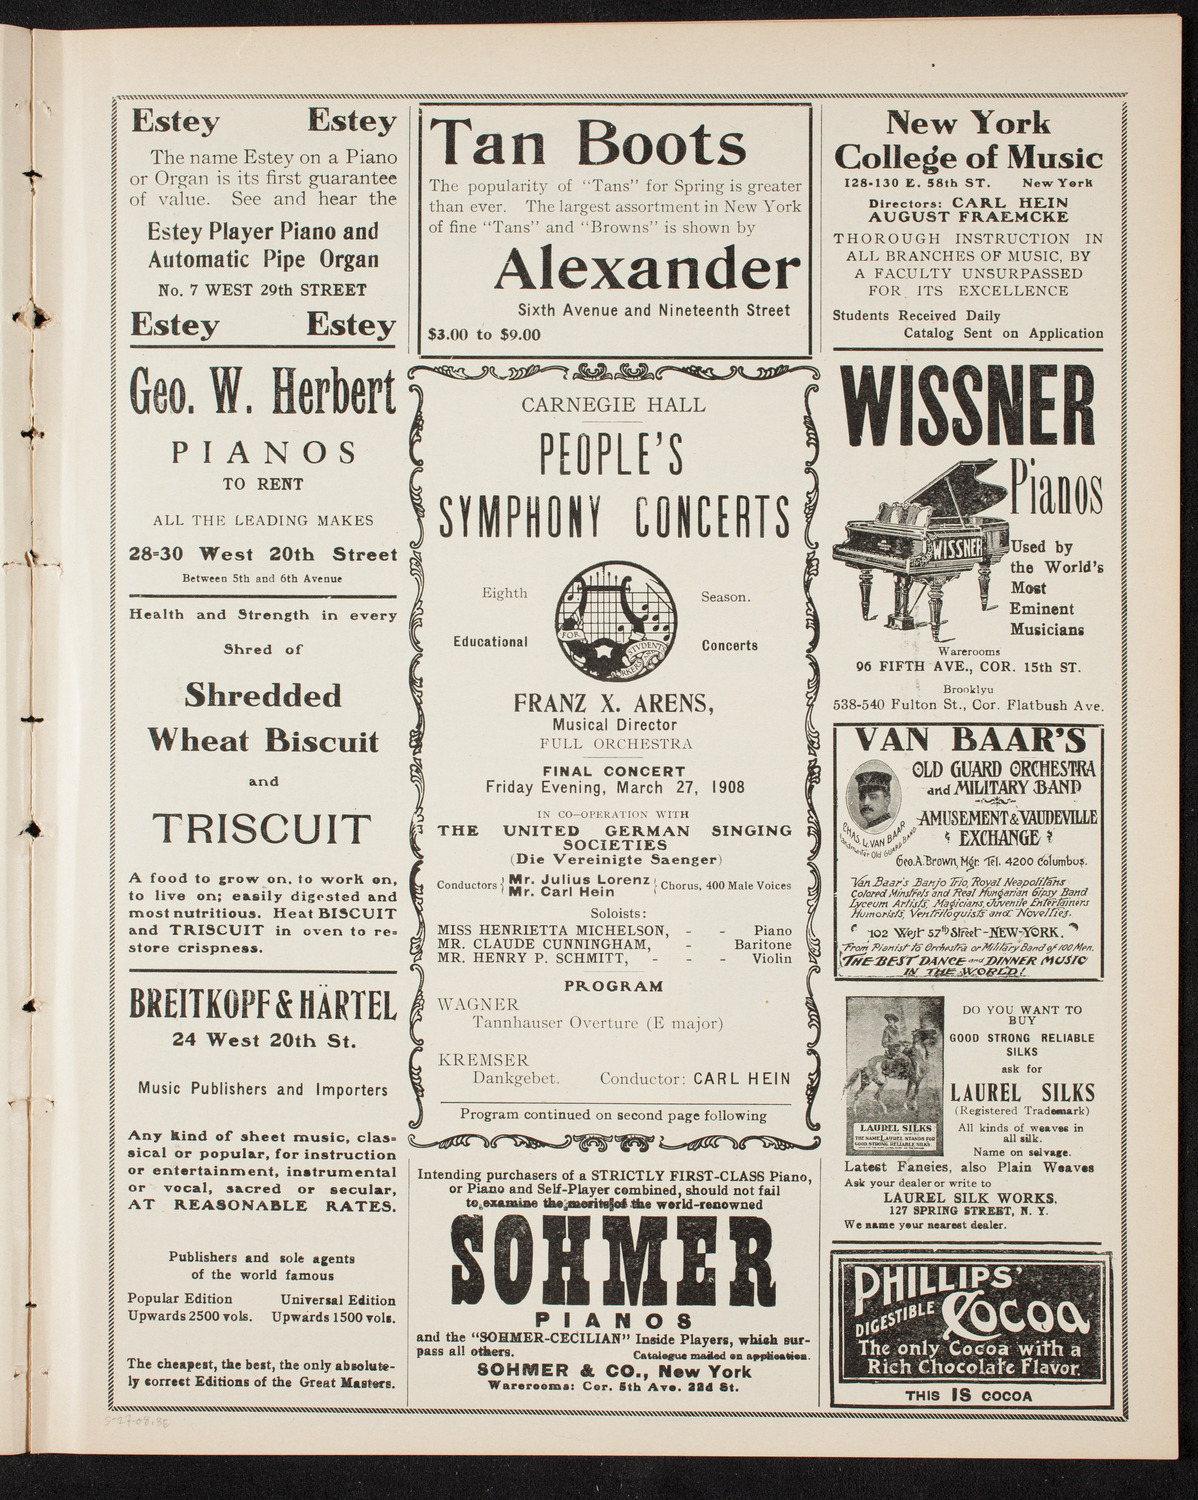 Estey Estey
The name Estey on a Piano
or Organ is its first guarantee
of value. See and hear the
Estey Player Piano and
Automatic Pipe Organ
No. 7 WEST 29th STREET
Estey Estey
Geo. W. Herbert
PIANOS
TO RENT
ALL THE LEADING MAKES
28=30 West 20th Street
Between 5th and 6th Avenue
Health and Strength in every
Shred of
Shredded
Wheat Biscuit
and
TRISCUIT
A food to grow on, to work on,
to live on; easily digested and
most nutritious. Heat BISCUIT
and TRISCUIT in oven to re=
store crispness.
BREITKOPF & HÄRTEL
24 West 20th St.
Music Publishers and Importers
Any kind of sheet music, clas=
sical or popular, for instruction
or entertainment, instrumental
or vocal, sacred or secular,
AT REASONABLE RATES.
Publishers and sole agents
of the world famous
Popular Edition Universal Edition
Upwards 2500 vols. Upwards 1500 vols.
The cheapest, the best, the only absolute-
ly correct Editions of the Great Masters.
Tan Boots
The popularity of "Tans" for Spring is greater
than ever. The largest assortment in New York
of fine "Tans" and "Browns" is shown by
Alexander
Sixth Avenue and Nineteenth Street
$3.00 to $9.00
CARNEGIE HALL
PEOPLE'S
SYMPHONY CONCERTS
Eighth Season.
FOR STUDENTS
Educational Concerts
FRANZ X. ARENS,
Musical Director
FULL ORCHESTRA
FINAL CONCERT
Friday Evening, March 27, 1908
IN CO-OPERATION WITH
THE UNITED GERMAN SINGING
SOCIETIES
(Die Vereinigte Saenger)
Conductors { Mr. Julius Lorenz } Chorus, 400 Male Voices
Mr. Carl Hein
Soloists:
MISS HENRIETTA MICHELSON, - - Piano
MR. CLAUDE CUNNINGHAM, - Baritone
MR. HENRY P. SCHMITT, - - - Violin
PROGRAM
WAGNER
Tannhauser Overture (E major)
KREMSER
Dankgebet. Conductor: CARL HEIN
Program continued on second page following
Intending purchasers of a STRICTLY FIRST-CLASS Piano,
or Piano and Self-Player combined, should not fail
to examine the merits of the world-renowned
SOHMER
PIANOS
and the "SOHMER-CECILIAN" Inside Players, which sur-
pass all others. Catalogue mailed on application.
SOHMER & CO., New York
Warerooms: Cor. 5th Ave. 22d St.
New York
College of Music
128-130 E. 58th ST. New York
Directors: CARL HEIN
AUGUST FRAEMCKE
THOROUGH INSTRUCTION IN
ALL BRANCHES OF MUSIC, BY
A FACULTY UNSURPASSED
FOR ITS EXCELLENCE
Students Received Daily
Catalog Sent on Application
WISSNER
Pianos
WISSNER
Used by
the World's
Most
Eminent
Musicians
Warerooms
96 FIFTH AVE., COR. 15th ST.
Brooklyu
538-540 Fulton St., Cor. Flatbush Ave.
VAN BAAR'S
OLD GUARD ORCHESTRA
and MILITARY BAND
AMUSEMENT & VAUDEVILLE
EXCHANGE
CHAS. L. VAN BAAR
Bandmaster Old GUARD BAND
Geo. A. Brown, Mgr. Tel. 4200 Columbus.
Van Baar's Banjo Trio, Royal Neapolitans
Colored Minstrels and Real Hungarian Gipsy Band
Lyceum Artists, Magicians, Juvenile Entertainers
Humorists, Ventriloquists and Novelties.
102 West 57th Street-NEW-YORK.
From Pianist to Orchestra or Military Band of 100 Men.
THE BEST DANCE and DINNER MUSIC
IN THE WORLD!
DO YOU WANT TO
BUY
GOOD STRONG RELIABLE
SILKS
ask for
LAUREL SILKS
(Registered Trademark)
All kinds of weaves in
all silk.
Name on selvage.
LAUREL SILKS
THE NAME LAUREL STANDS FOR
GOOD STRONG RELIABLE SILKS.
Latest Fancies, also Plain Weaves
Ask your dealer or write to
LAUREL SILK WORKS,
127 SPRING STREET, N. Y.
We name your nearest dealer.
PHILLIPS'
DIGESTIBLE Cocoa
The only Cocoa with a
Rich Chocolate Flavor.
THIS IS COCOA